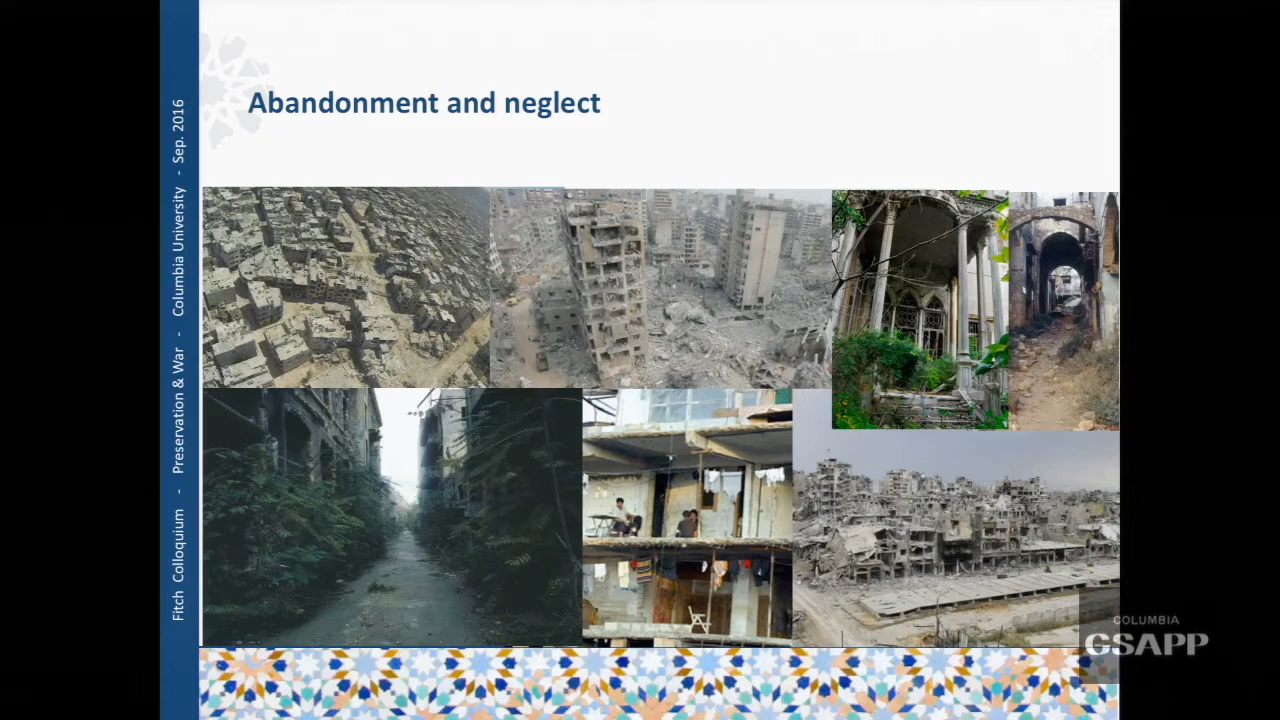 Abandonment and neglect
Fitch Colloquium - Preservation & War - Columbia University - Sep. 2016
COLUMBIA
GSAPP